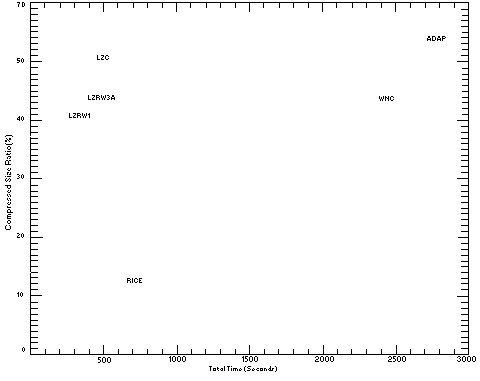 70
ADAP
LZC
50
LZRW3A
WNC
LZRW1
40
Compressed Size Ratio(%)
30
20
RICE
10
0
500
1000
1500
2000
2500
3000
Total Time (Seconds)